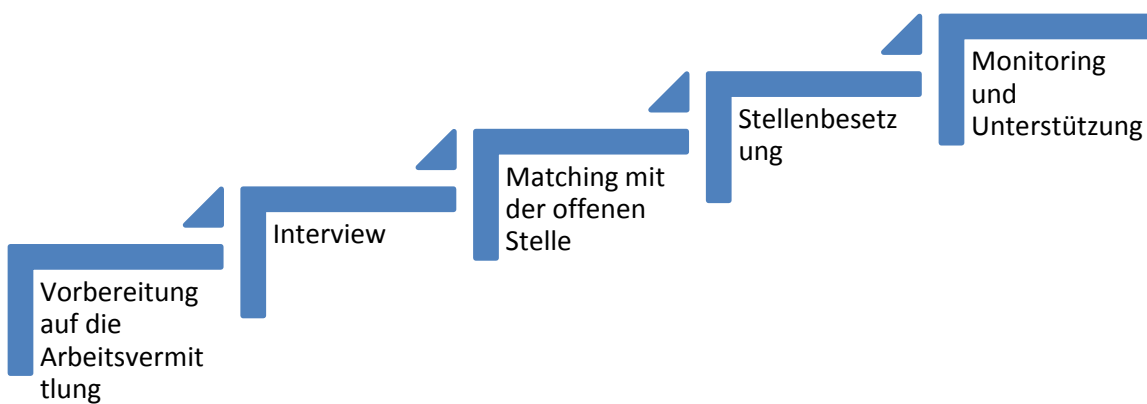 Vorbereitung
auf die
Arbeitsvermit
tlung
Interview
Matching mit
der offenen
Stelle
Stellenbesetz
ung
Monitoring
und
Unterstützung